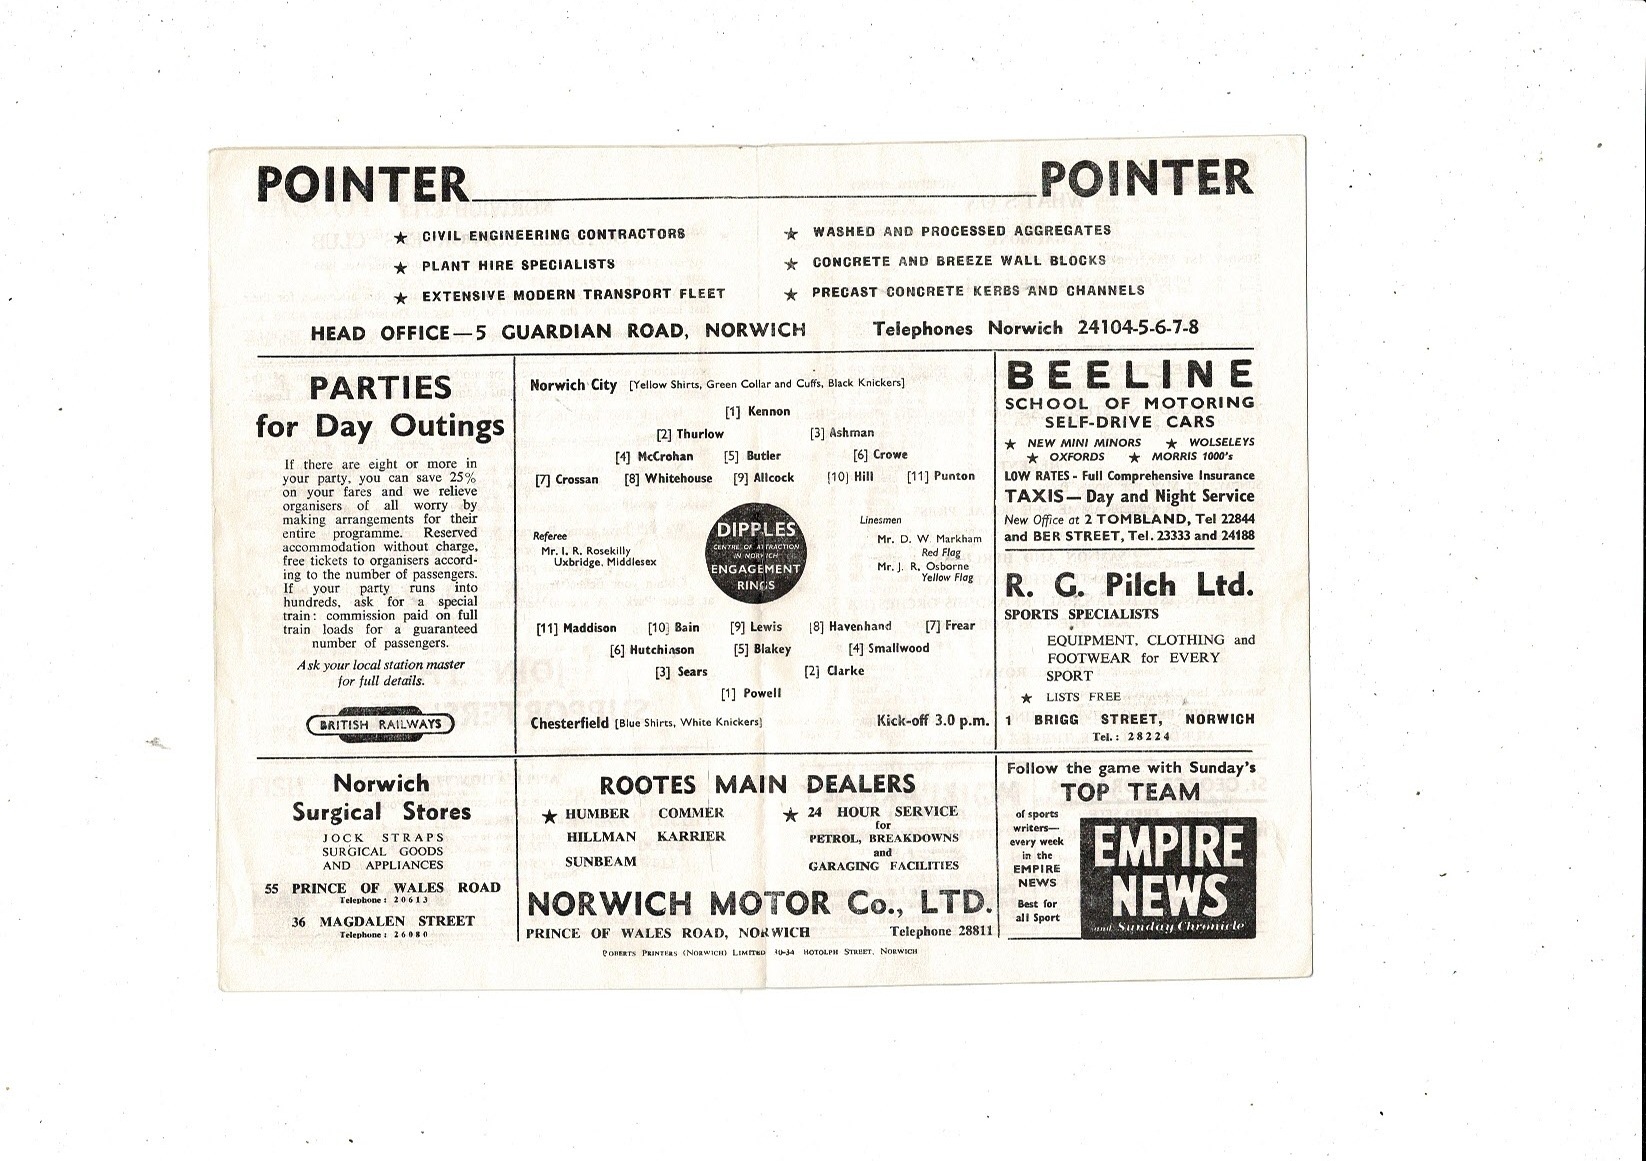 POINTER POINTER
★ CIVIL ENGINEERING CONTRACTORS
★ PLANT HIRE SPECIALISTS
★ EXTENSIVE MODERN TRANSPORT FLEET
★ WASHED AND PROCESSED AGGREGATES
★ CONCRETE AND BREEZE WALL BLOCKS
★ PRECAST CONCRETE KERBS AND CHANNELS
HEAD OFFICE—5 GUARDIAN ROAD, NORWICH Telephones Norwich 24104-5-6-7-8
PARTIES
for Day Outings
If there are eight or more in
your party, you can save 25%
on your fares and we relieve
organisers of all worry by
making arrangements for their
entire programme. Reserved
accommodation without charge,
free tickets to organisers accord-
ing to the number of passengers.
If your party runs into
hundreds, ask for a special
train: commission paid on full
train loads for a guaranteed
number of passengers.
Ask your local station master
for full details.
BRITISH RAILWAYS
Norwich City [Yellow Shirts, Green Collar and Cuffs, Black Knickers]
[1] Kennon
[2] Thurlow [3] Ashman
[4] McCrohan [5] Butler [6] Crowe
[7] Crossan [8] Whitehouse [9] Allcock [10] Hill [11] Punton
Referee
Mr. I. R. Rosekilly
Uxbridge, Middlesex
DIPPLES
CENTRE OF ATTRACTION
IN NORWICH
ENGAGEMENT
RINGS
Linesmen
Mr. D. W. Markham
Red Flag
Mr. J. R. Osborne
Yellow Flag
[11] Maddison [10] Bain [9] Lewis [8] Havenhand [7] Frear
[6] Hutchinson [5] Blakey [4] Smallwood
[3] Sears [2] Clarke
[1] Powell
Chesterfield [Blue Shirts, White Knickers] Kick-off 3.0 p.m.
BEELINE
SCHOOL OF MOTORING
SELF-DRIVE CARS
★ NEW MINI MINORS ★ WOLSELEYS
★ OXFORDS ★ MORRIS 1000's
LOW RATES - Full Comprehensive Insurance
TAXIS— Day and Night Service
New Office at 2 TOMBLAND, Tel 22844
and BER STREET, Tel. 23333 and 24188
R. G. Pilch Ltd.
SPORTS SPECIALISTS
EQUIPMENT, CLOTHING and
FOOTWEAR for EVERY
SPORT
★ LISTS FREE
1 BRIGG STREET, NORWICH
Tel.: 28224
Norwich
Surgical Stores
JOCK STRAPS
SURGICAL GOODS
AND APPLIANCES
55 PRINCE OF WALES ROAD
Telephone: 20613
36 MAGDALEN STREET
Telephone: 26080
ROOTES MAIN DEALERS
★ HUMBER COMMER
HILLMAN KARRIER
SUNBEAM
★ 24 HOUR SERVICE
for
PETROL, BREAKDOWNS
and
GARAGING FACILITIES
NORWICH MOTOR Co., LTD.
PRINCE OF WALES ROAD, NORWICH Telephone 28811
Follow the game with Sunday's
TOP TEAM
of sports
writers—
every week
in the
EMPIRE
NEWS
Best for
all Sport
EMPIRE
NEWS
and Sunday Chronicle
ROBERTS PRINTERS (NORWICH) LIMITED STREET, NORWICH